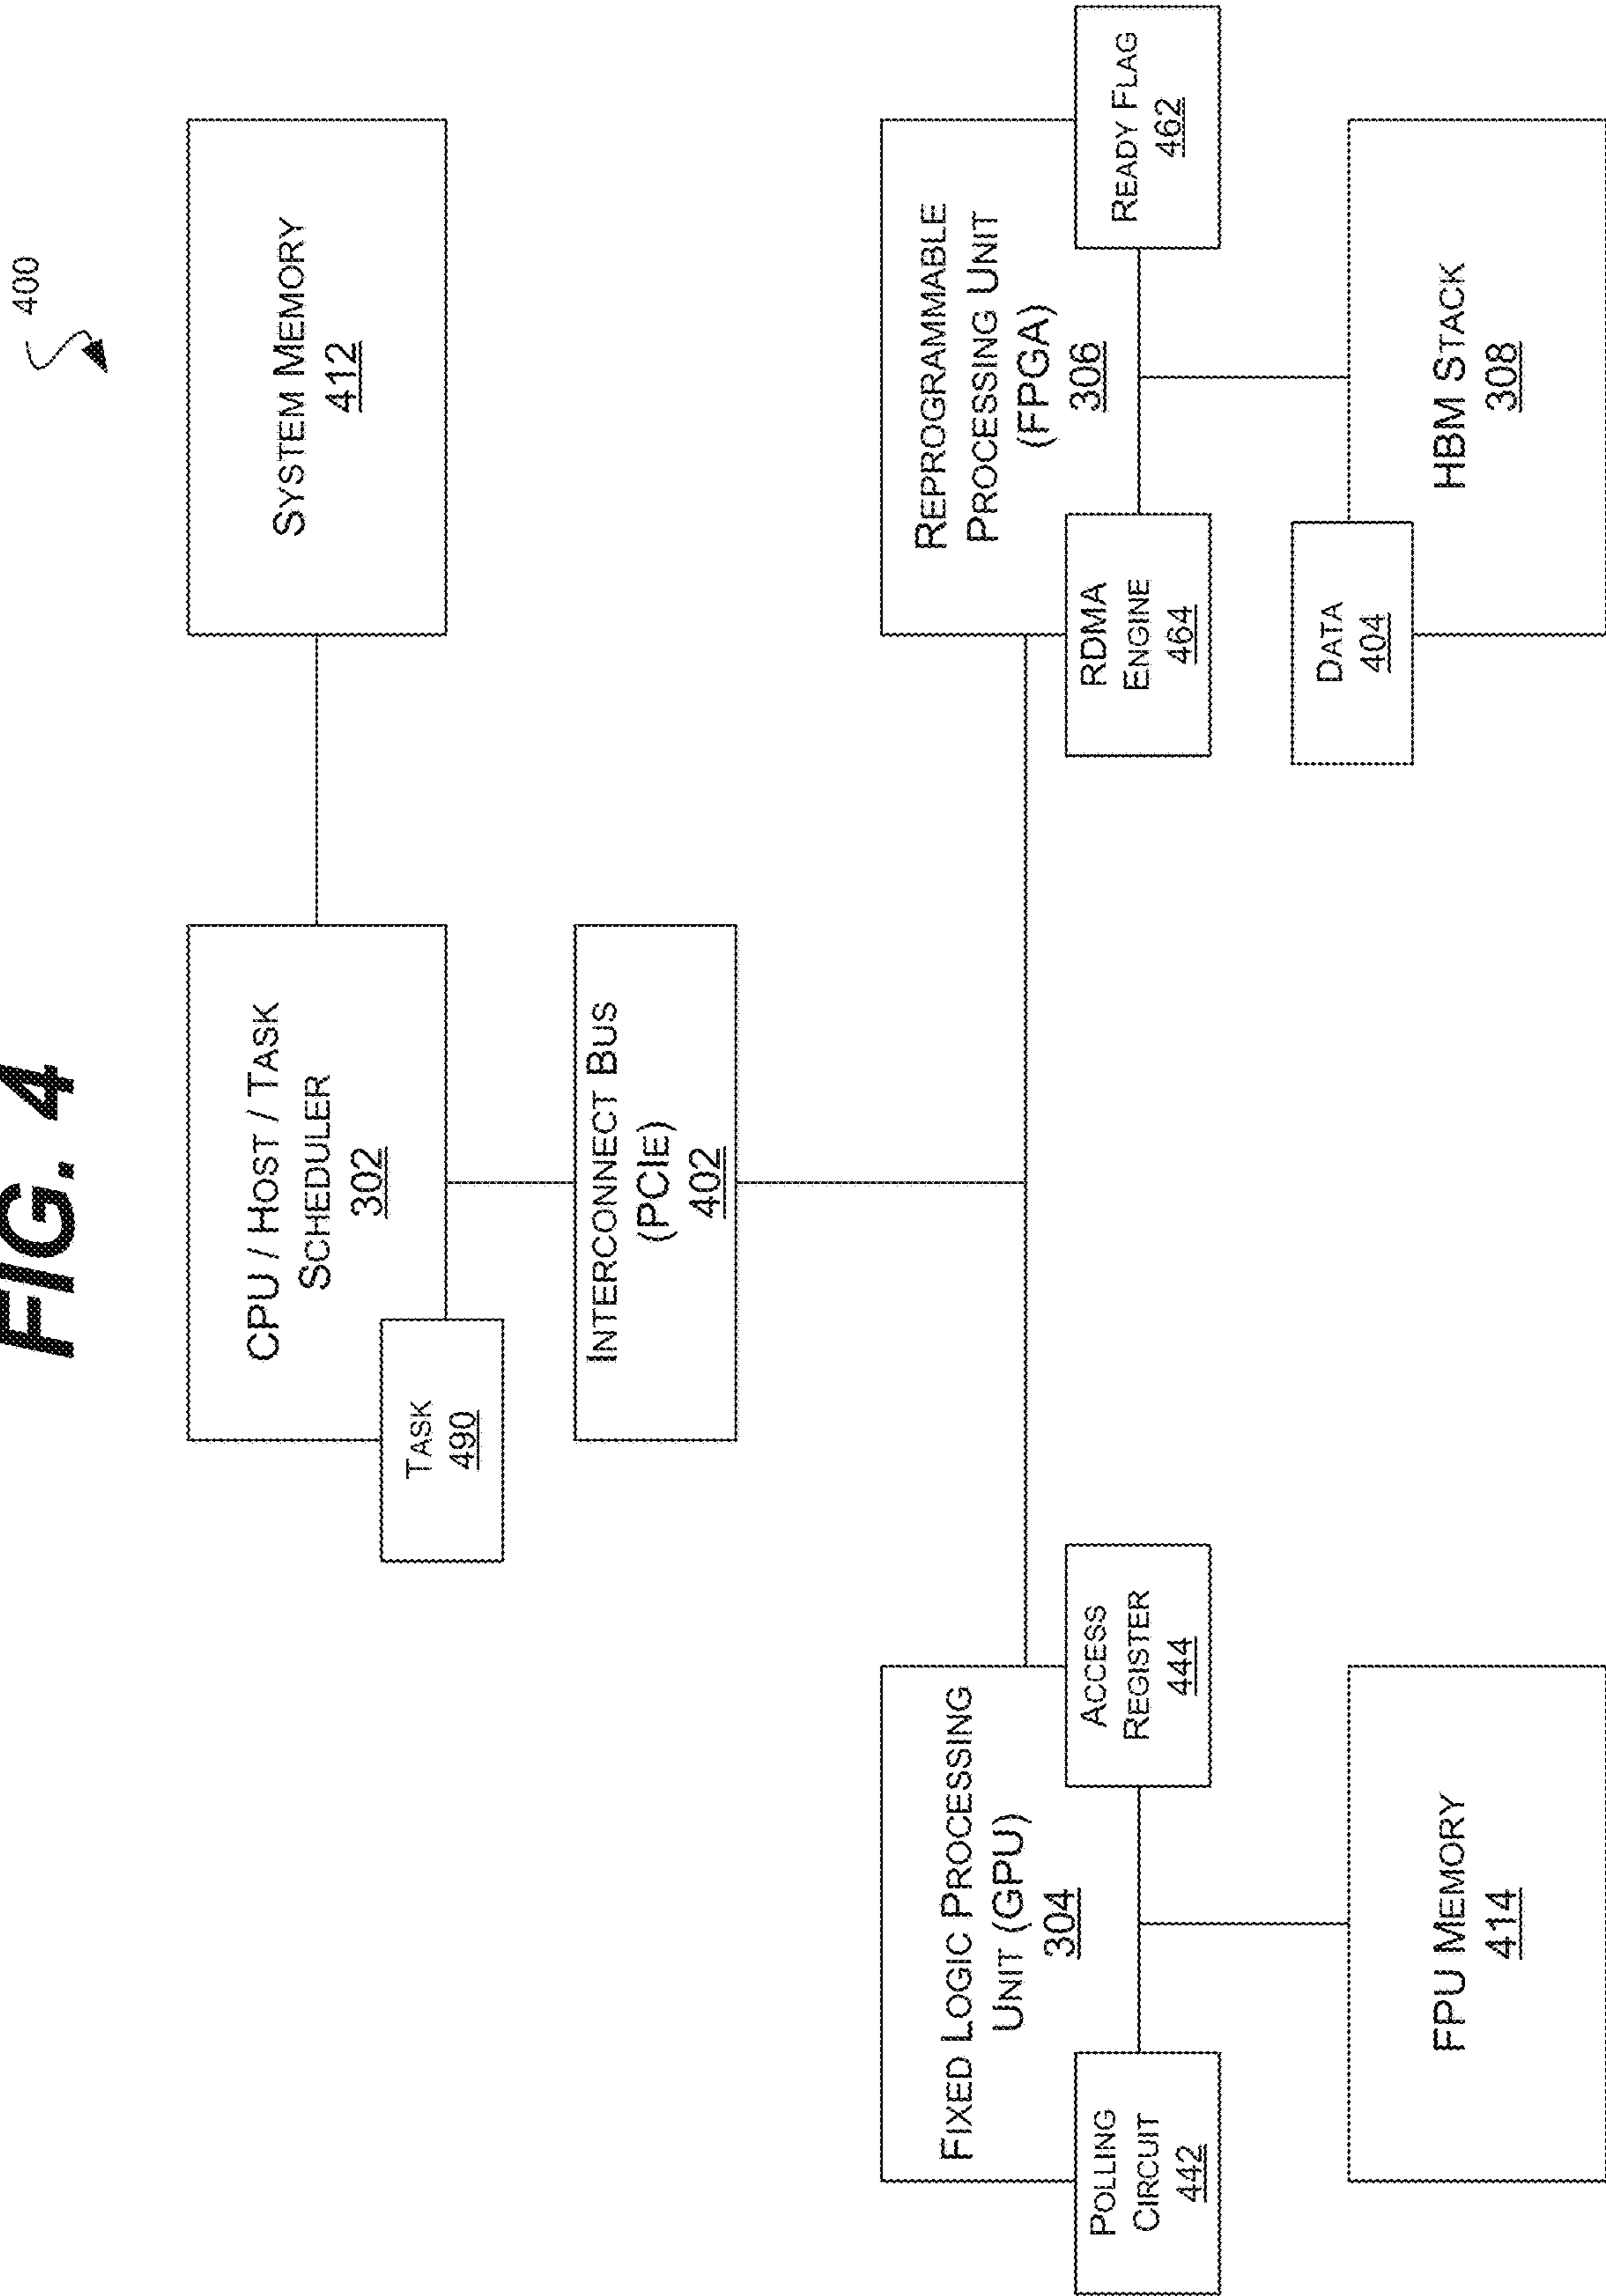 FIG. 4
400
CPU / HOST / TASK
SCHEDULER
302
TASK
490
SYSTEM MEMORY
412
INTERCONNECT BUS
(PCIE)
402
FIXED LOGIC PROCESSING
UNIT (GPU)
304
POLLING
CIRCUIT
442
ACCESS
REGISTER
444
FPU MEMORY
414
REPROGRAMMABLE
PROCESSING UNIT
(FPGA)
306
RDMA
ENGINE
464
READY FLAG
462
DATA
404
HBM STACK
308